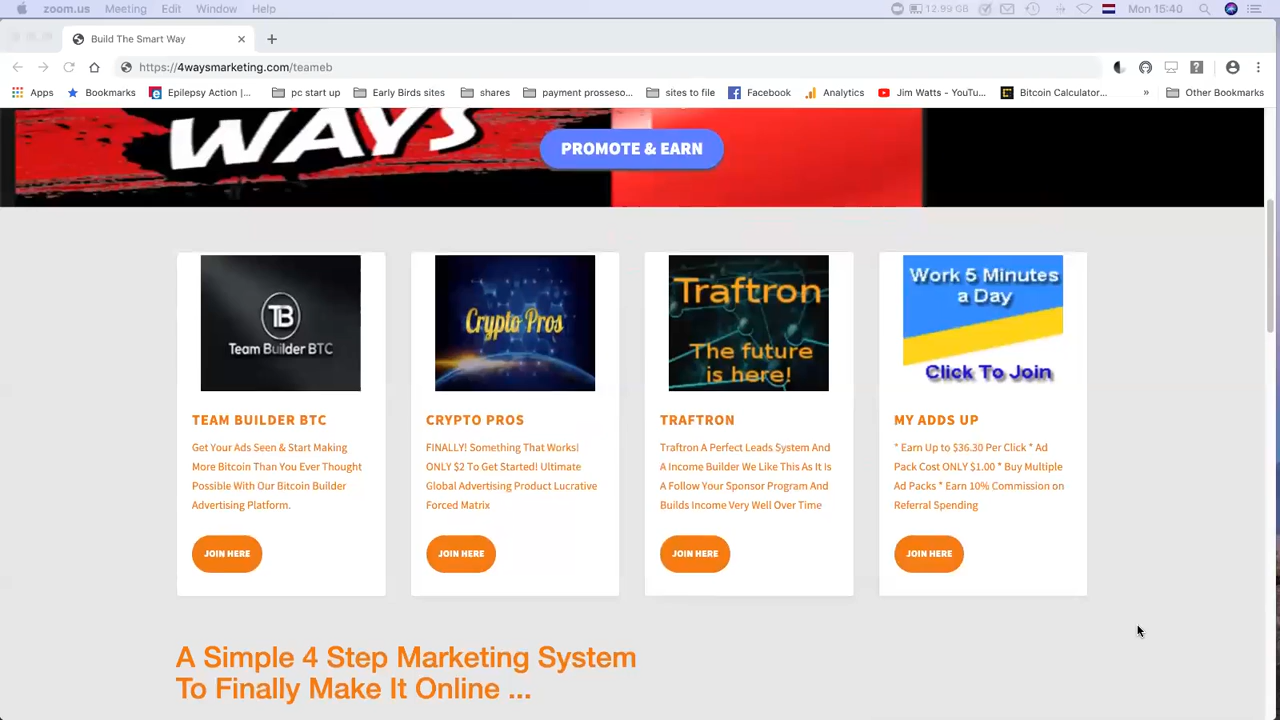 zoom.us Meeting Edit Window Help 12.99 GB Mon 15:40
Build The Smart Way
https://4waysmarketing.com/teameb
Apps Bookmarks Epilepsy Action |... pc start up Early Birds sites shares payment prosseso... sites to file Facebook Analytics Jim Watts - YouTu... Bitcoin Calculator... » Other Bookmarks
WAYS
PROMOTE & EARN
TB
Team Builder BTC
Crypto Pros
Traftron
The future
is here!
Work 5 Minutes
a Day
Click To Join
TEAM BUILDER BTC
Get Your Ads Seen & Start Making
More Bitcoin Than You Ever Thought
Possible With Our Bitcoin Builder
Advertising Platform.
JOIN HERE
CRYPTO PROS
FINALLY! Something That Works!
ONLY $2 To Get Started! Ultimate
Global Advertising Product Lucrative
Forced Matrix
JOIN HERE
TRAFTRON
Traftron A Perfect Leads System And
A Income Builder We Like This As It Is
A Follow Your Sponsor Program And
Builds Income Very Well Over Time
JOIN HERE
MY ADDS UP
* Earn Up to $36.30 Per Click * Ad
Pack Cost ONLY $1.00 * Buy Multiple
Ad Packs * Earn 10% Commission on
Referral Spending
JOIN HERE
A Simple 4 Step Marketing System
To Finally Make It Online ...